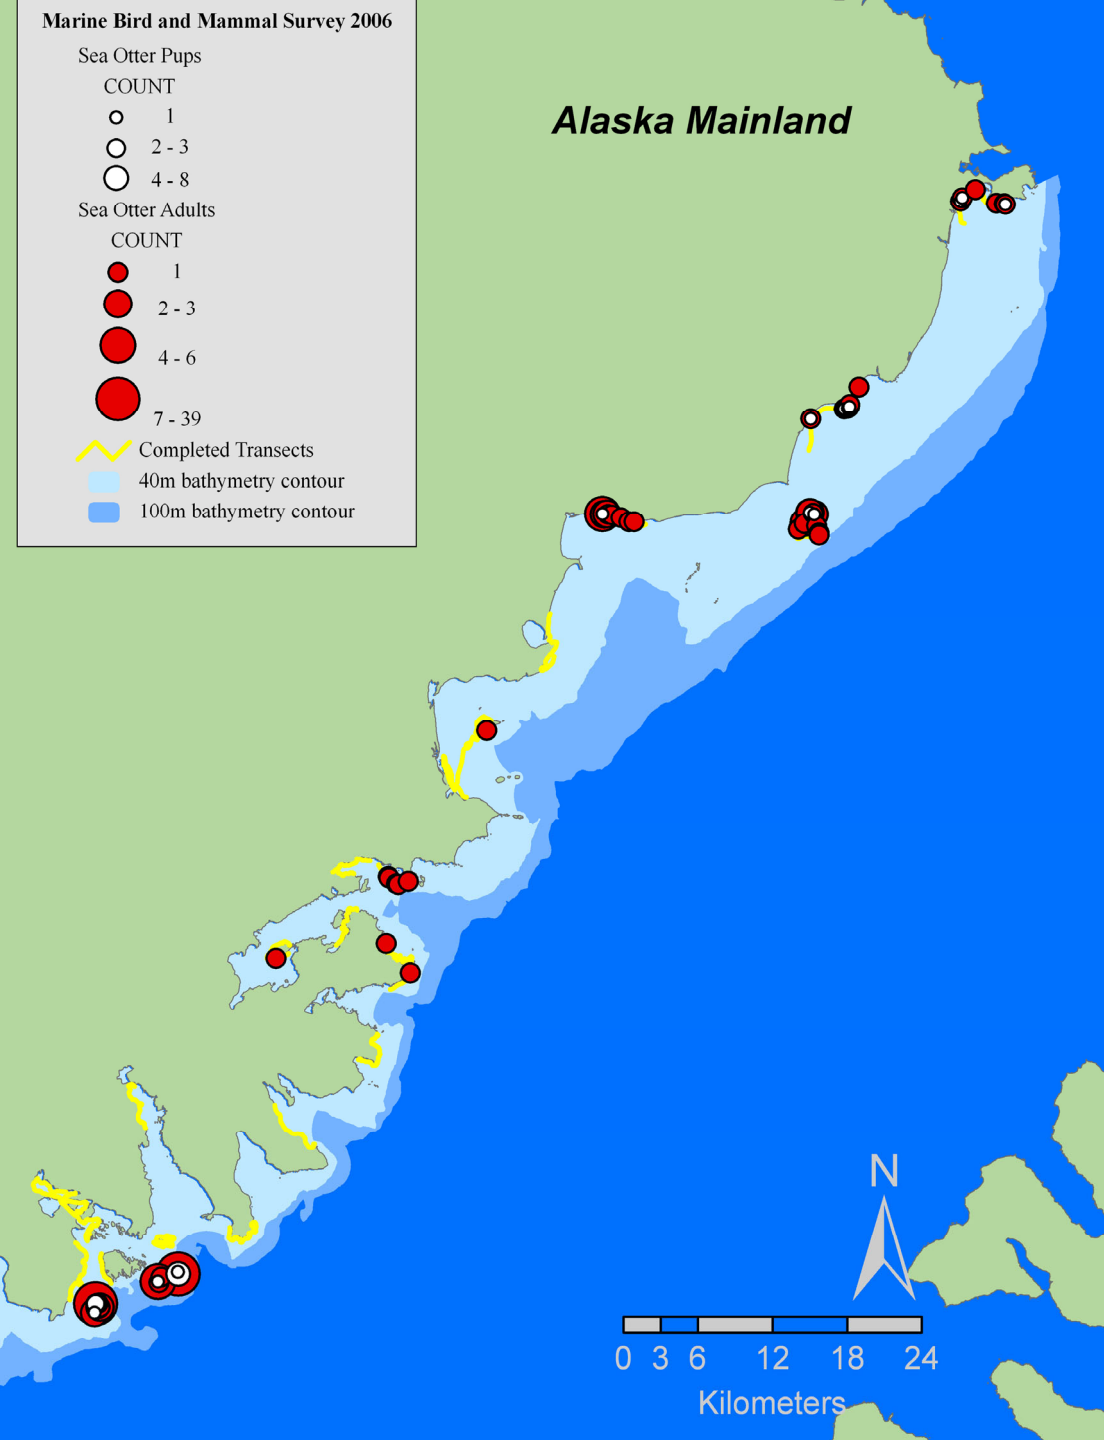 Marine Bird and Mammal Survey 2006
Sea Otter Pups
COUNT
1
2 - 3
4 - 8
Sea Otter Adults
COUNT
1
2 - 3
4 - 6
7 - 39
Completed Transects
40m bathymetry contour
100m bathymetry contour
Alaska Mainland
N
0 3 6 12 18 24
Kilometers